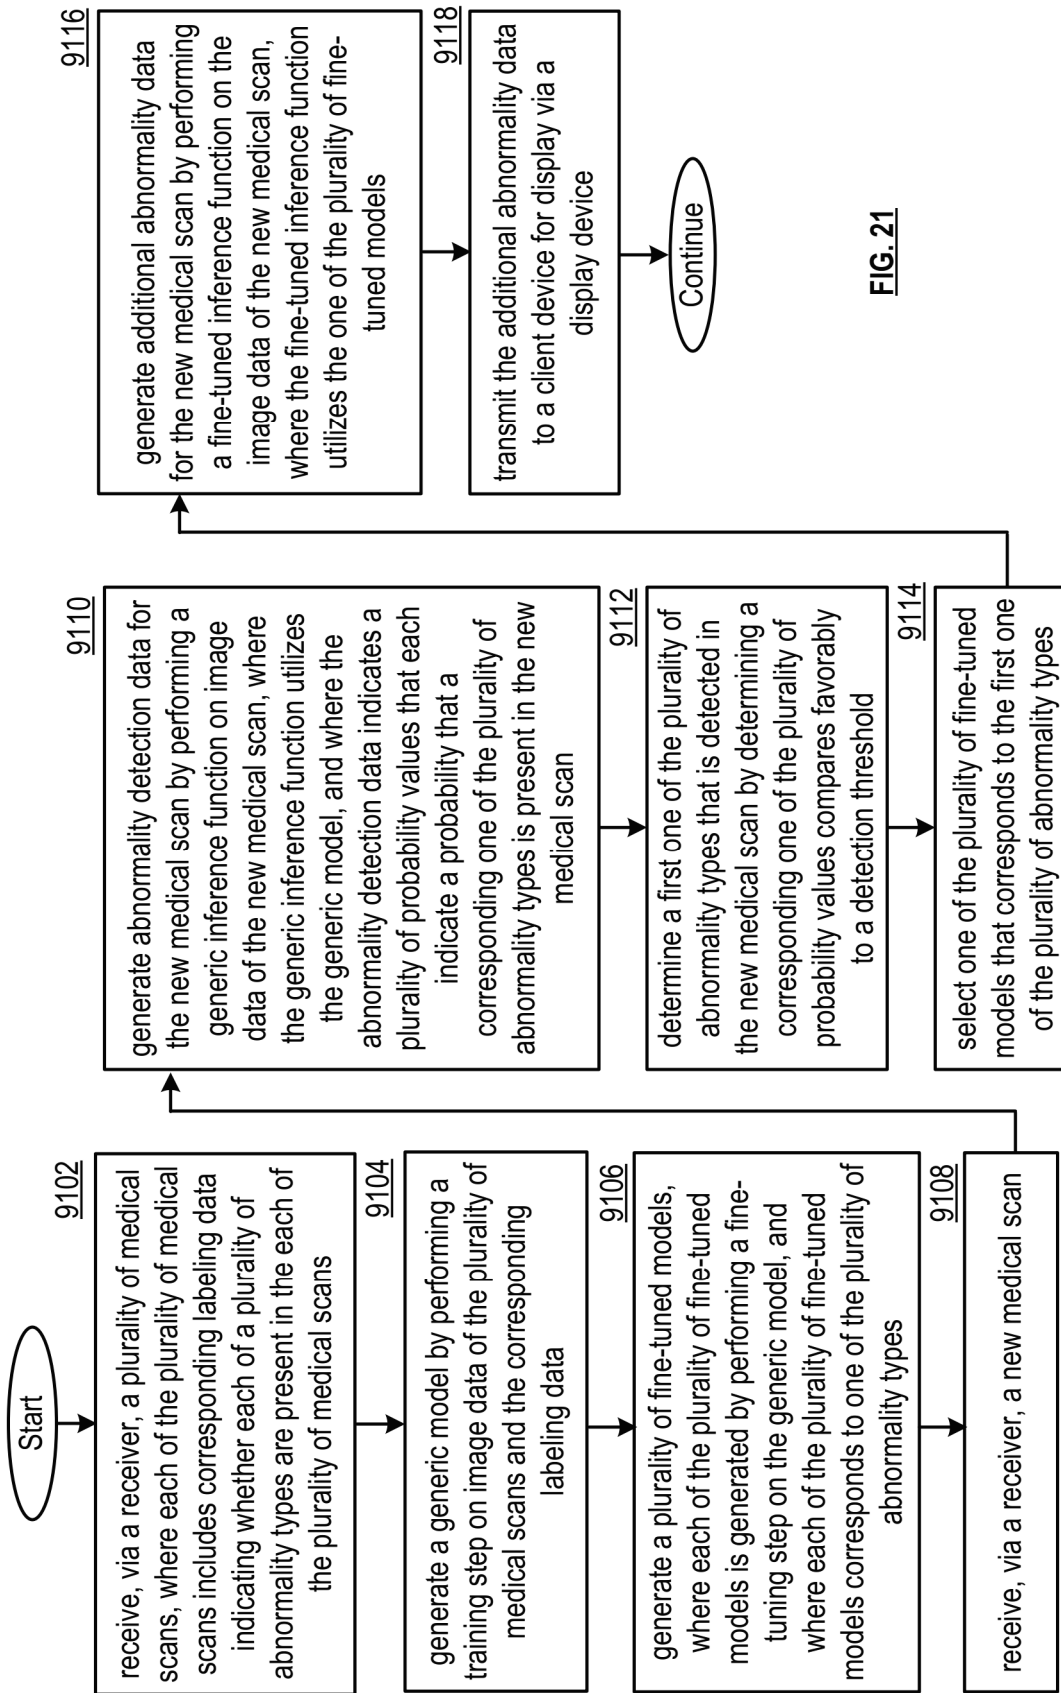 Start
9102
receive, via a receiver, a plurality of medical
scans, where each of the plurality of medical
scans includes corresponding labeling data
indicating whether each of a plurality of
abnormality types are present in the each of
the plurality of medical scans
9104
generate a generic model by performing a
training step on image data of the plurality of
medical scans and the corresponding
labeling data
9106
generate a plurality of fine-tuned models,
where each of the plurality of fine-tuned
models is generated by performing a fine-
tuning step on the generic model, and
where each of the plurality of fine-tuned
models corresponds to one of the plurality of
abnormality types
9108
receive, via a receiver, a new medical scan
9110
generate abnormality detection data for
the new medical scan by performing a
generic inference function on image
data of the new medical scan, where
the generic inference function utilizes
the generic model, and where the
abnormality detection data indicates a
plurality of probability values that each
indicate a probability that a
corresponding one of the plurality of
abnormality types is present in the new
medical scan
9112
determine a first one of the plurality of
abnormality types that is detected in
the new medical scan by determining a
corresponding one of the plurality of
probability values compares favorably
to a detection threshold
9114
select one of the plurality of fine-tuned
models that corresponds to the first one
of the plurality of abnormality types
9116
generate additional abnormality data
for the new medical scan by performing
a fine-tuned inference function on the
image data of the new medical scan,
where the fine-tuned inference function
utilizes the one of the plurality of fine-
tuned models
9118
transmit the additional abnormality data
to a client device for display via a
display device
Continue
FIG. 21